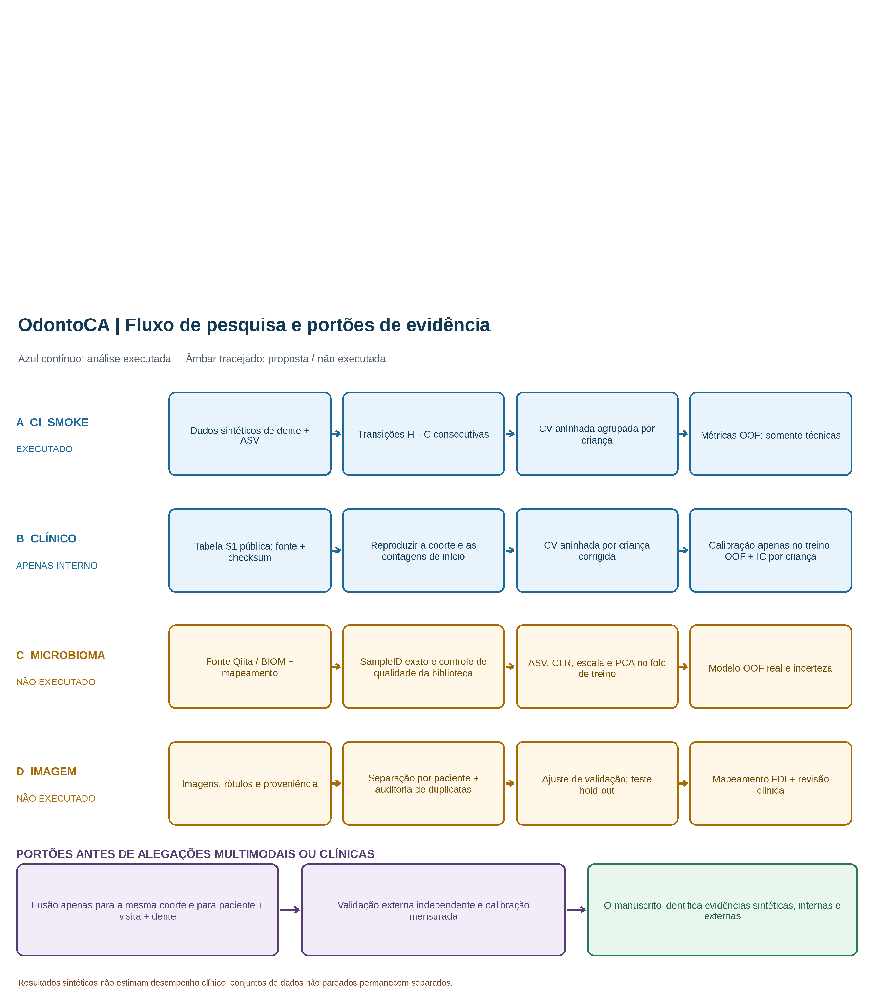 OdontoCA | Fluxo de pesquisa e portões de evidência
Azul contínuo: análise executada Âmbar tracejado: proposta / não executada
A CI_SMOKE
EXECUTADO
Dados sintéticos de dente +
ASV
Transições H→C consecutivas
CV aninhada agrupada por
criança
Métricas OOF: somente técnicas
B CLÍNICO
APENAS INTERNO
Tabela S1 pública: fonte +
checksum
Reproduzir a coorte e as
contagens de início
CV aninhada por criança
corrigida
Calibração apenas no treino;
OOF + IC por criança
C MICROBIOMA
NÃO EXECUTADO
Fonte Qiita / BIOM +
mapeamento
SampleID exato e controle de
qualidade da biblioteca
ASV, CLR, escala e PCA no fold
de treino
Modelo OOF real e incerteza
D IMAGEM
NÃO EXECUTADO
Imagens, rótulos e proveniência
Separação por paciente +
auditoria de duplicatas
Ajuste de validação; teste
hold-out
Mapeamento FDI + revisão
clínica
PORTÕES ANTES DE ALEGAÇÕES MULTIMODAIS OU CLÍNICAS
Fusão apenas para a mesma coorte e para paciente +
visita + dente
Validação externa independente e calibração
mensurada
O manuscrito identifica evidências sintéticas, internas e
externas
Resultados sintéticos não estimam desempenho clínico; conjuntos de dados não pareados permanecem separados.